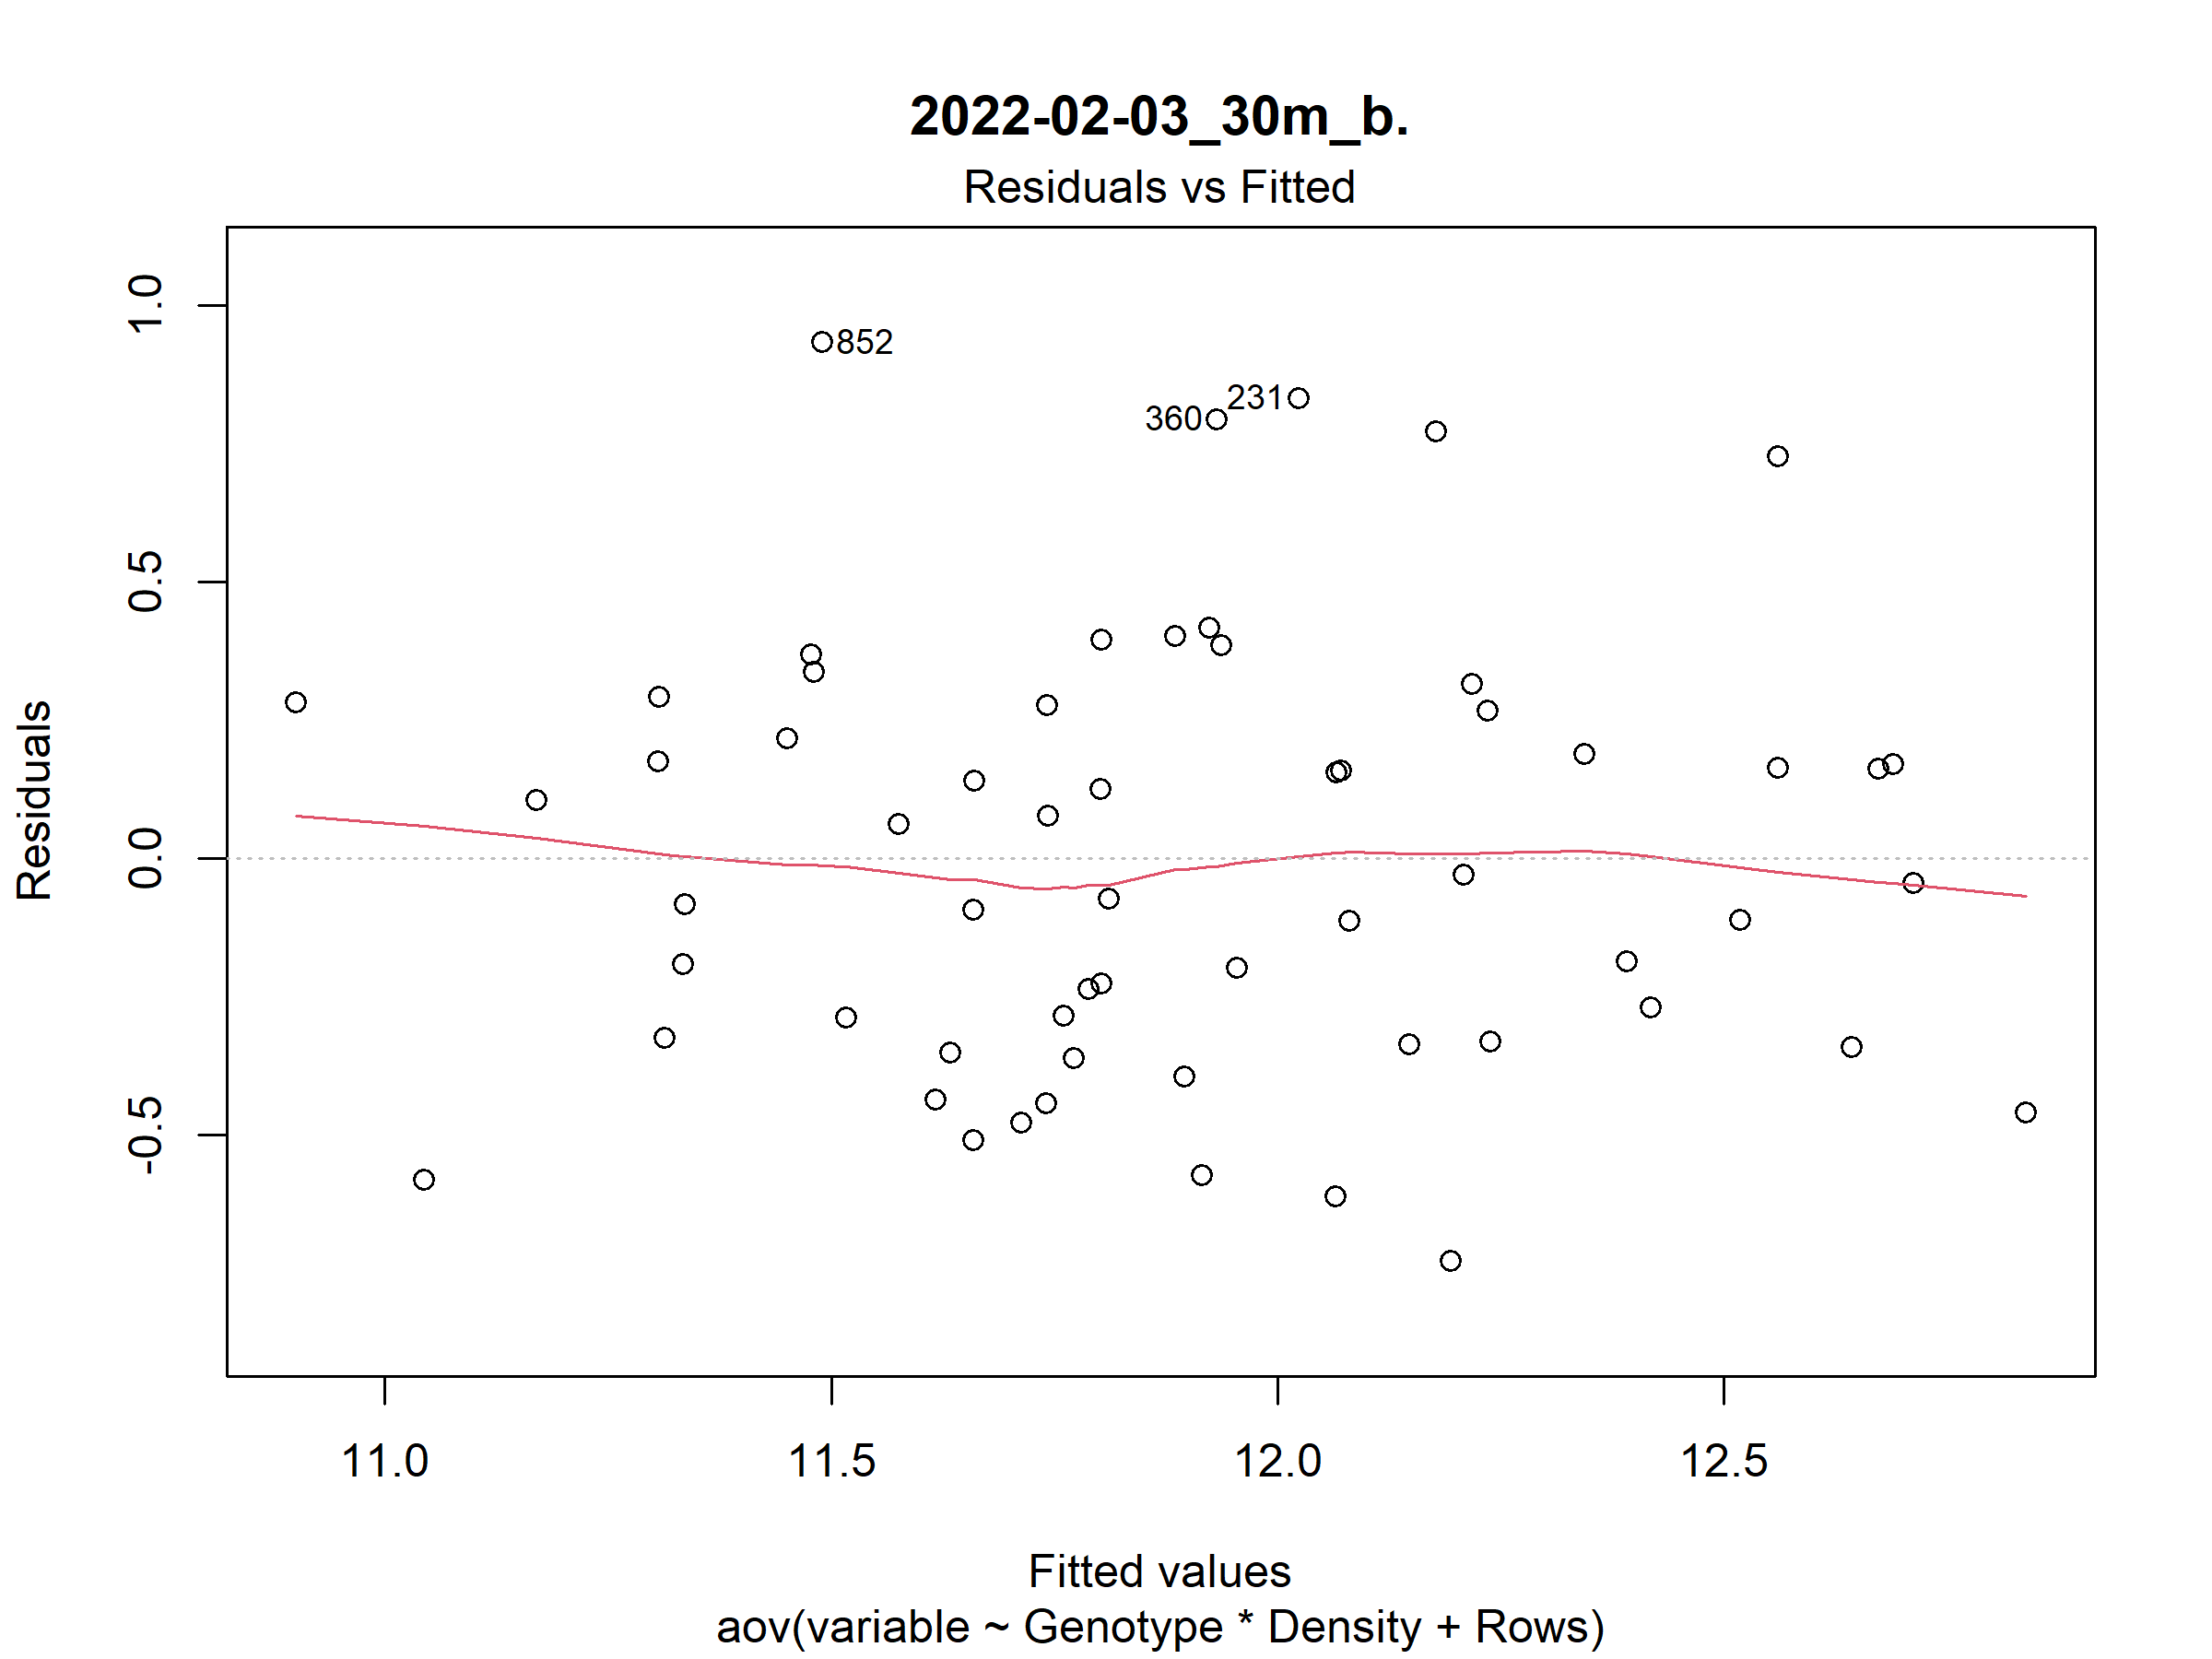 2022-02-03_30m_b.
Residuals vs Fitted
Residuals
1.0
0.5
0.0
-0.5
852
231
360
11.0 11.5 12.0 12.5
Fitted values
aov(variable ~ Genotype * Density + Rows)